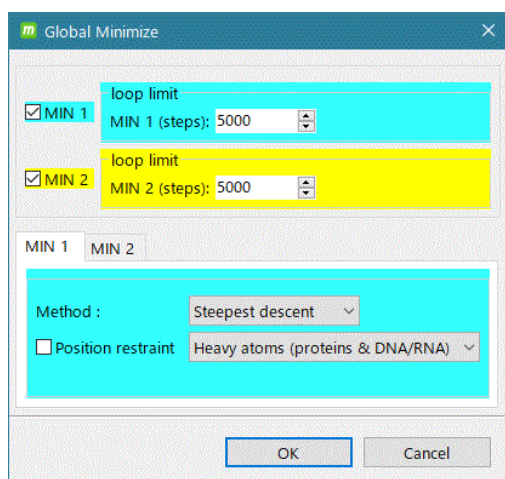 m Global Minimize
loop limit
MIN 1
MIN 1 (steps): 5000
loop limit
MIN 2
MIN 2 (steps): 5000
MIN 1 MIN 2
Method : Steepest descent
Position restraint Heavy atoms (proteins & DNA/RNA)
OK Cancel